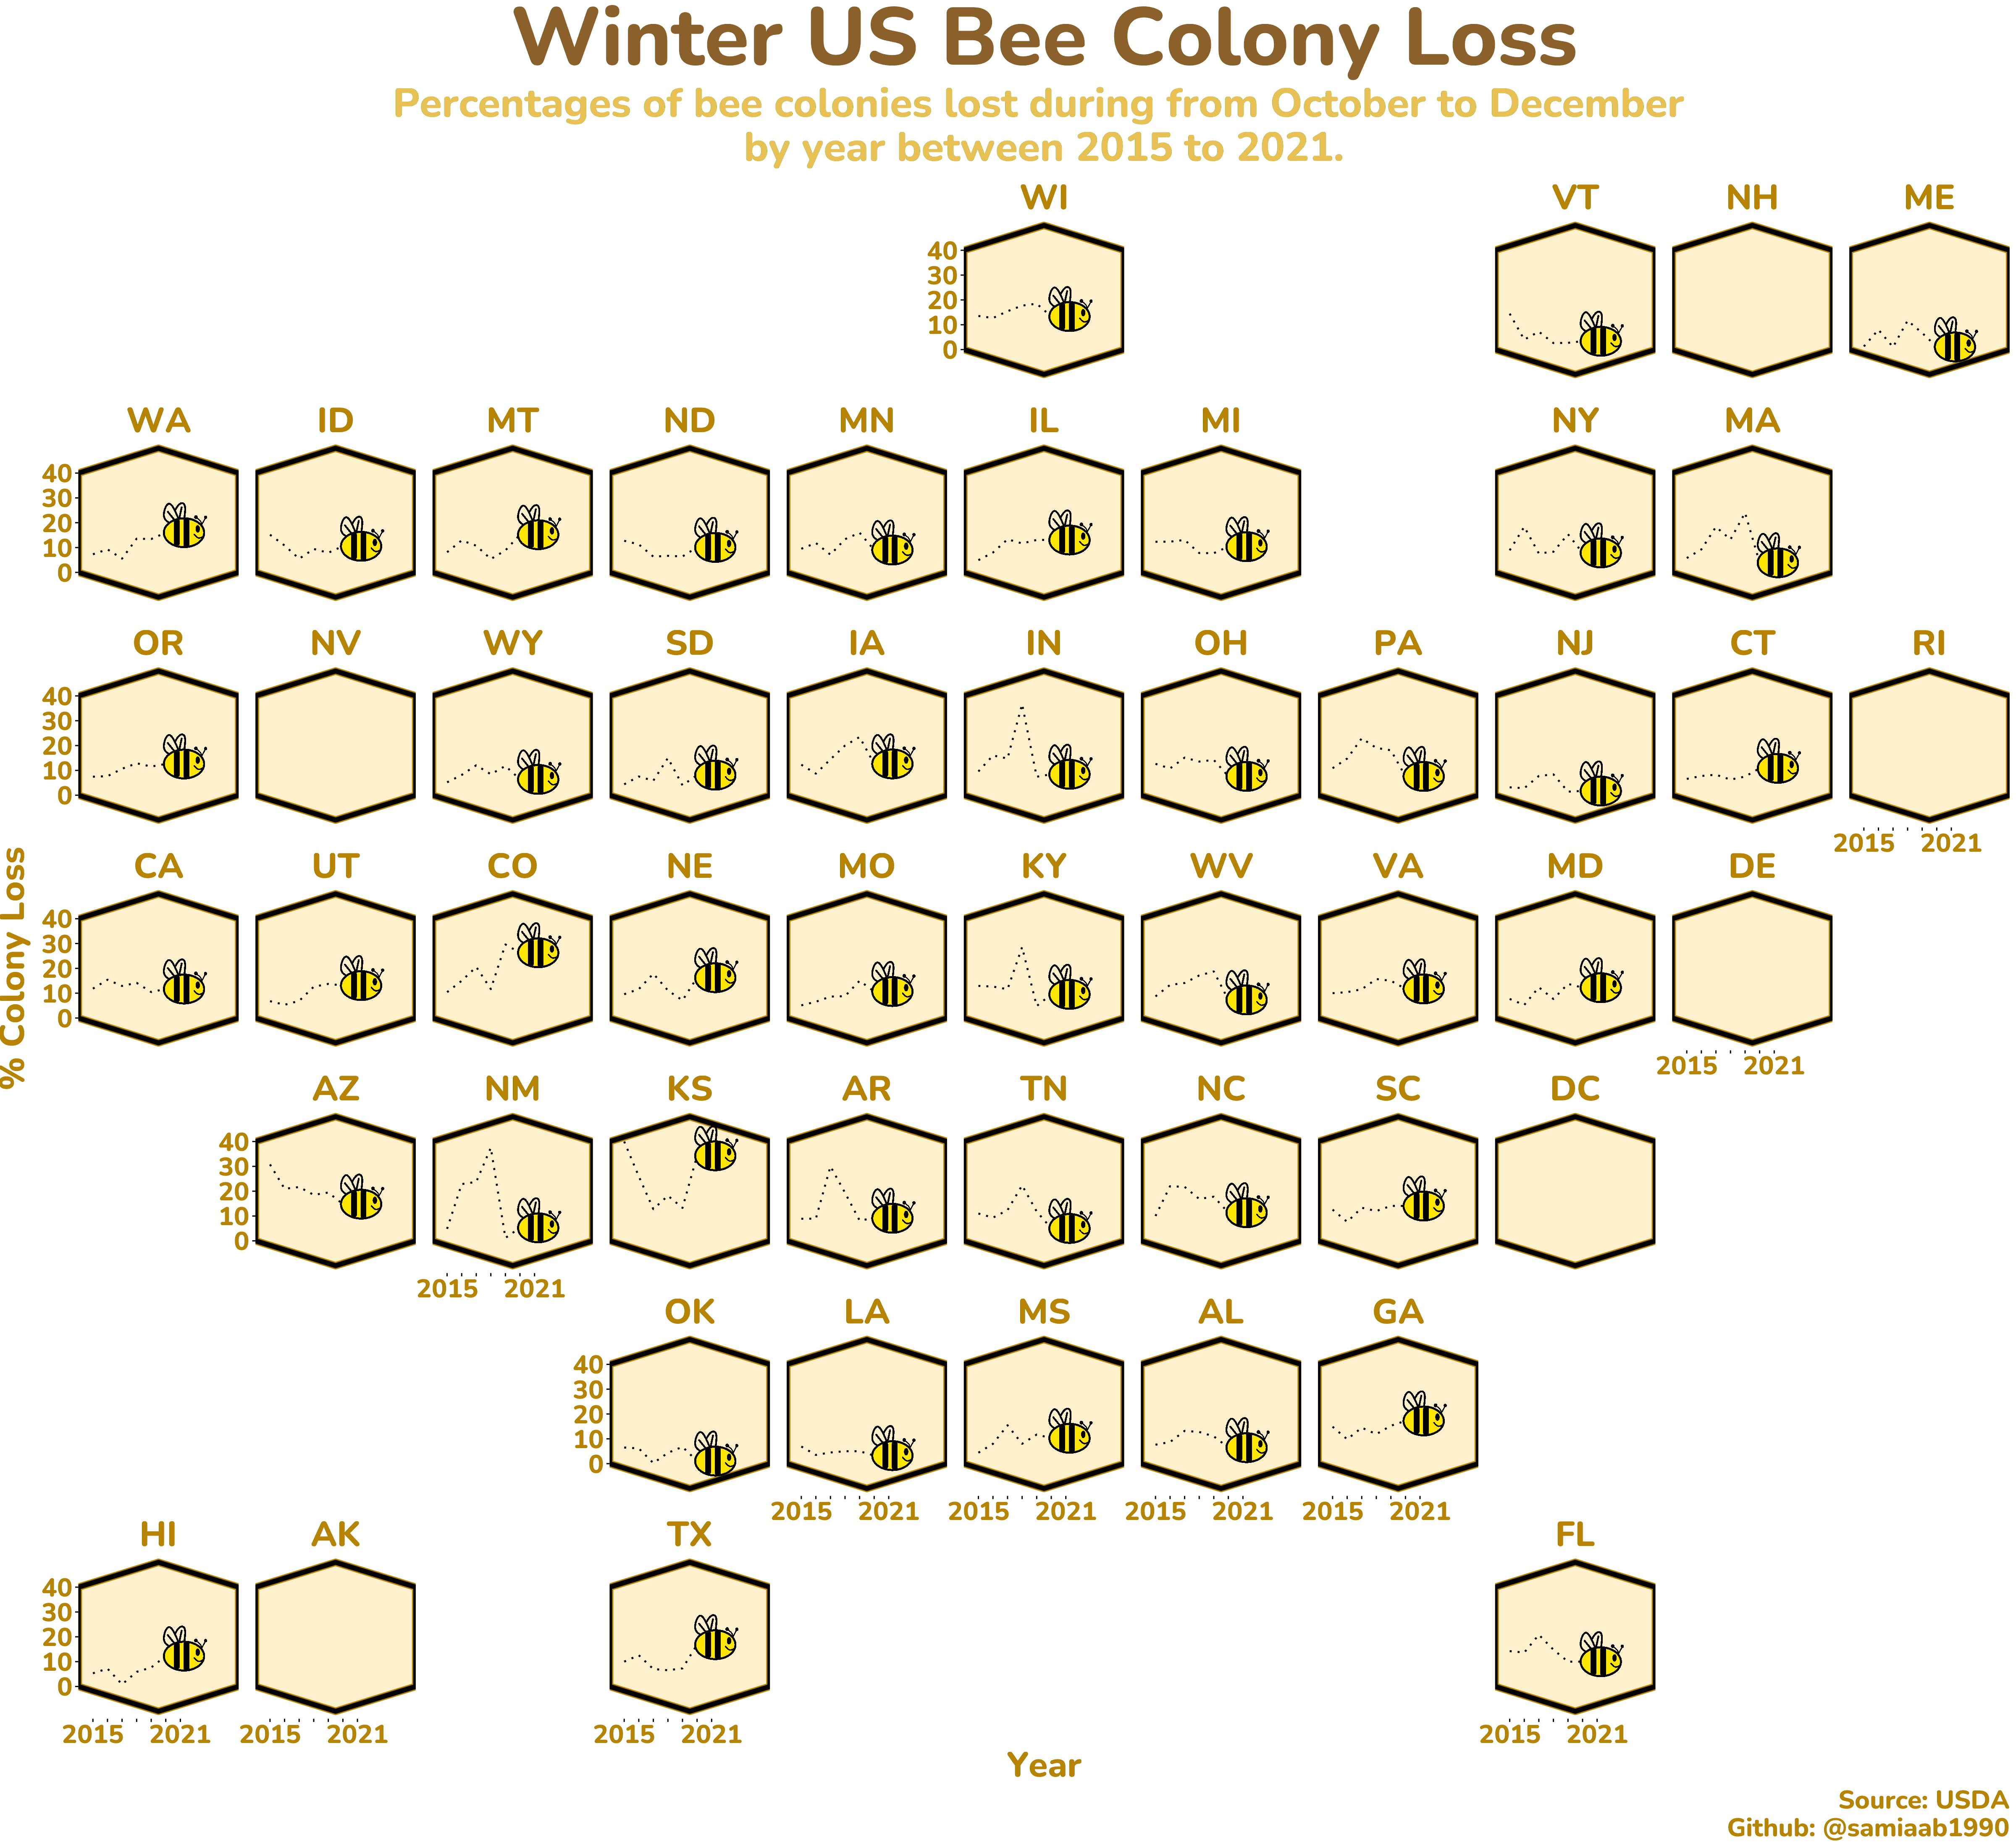 Winter US Bee Colony Loss
Percentages of bee colonies lost during from October to December
by year between 2015 to 2021.
WI VT NH ME
40
30
20
10
0
WA ID MT ND MN IL MI NY MA
40
30
20
10
0
OR NV WY SD IA IN OH PA NJ CT RI
40
30
20
10
0
2015 2021
% Colony Loss
CA UT CO NE MO KY WV VA MD DE
40
30
20
10
0
2015 2021
AZ NM KS AR TN NC SC DC
40
30
20
10
0
2015 2021
OK LA MS AL GA
40
30
20
10
0
2015 2021 2015 2021 2015 2021 2015 2021
HI AK TX FL
40
30
20
10
0
2015 2021 2015 2021 2015 2021 2015 2021
Year
Source: USDA
Github: @samiaab1990